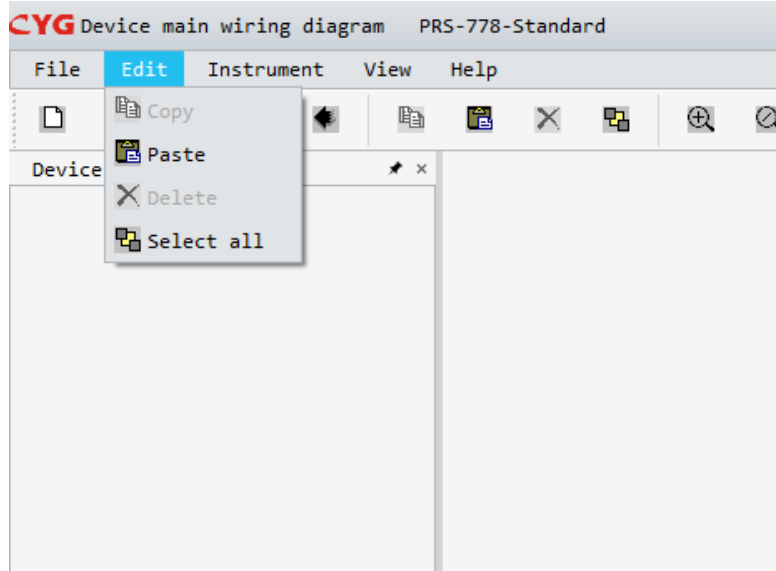 CYG Device main wiring diagram PRS-778-Standard
File Edit Instrument View Help
Copy
Paste
Device
Delete
Select all